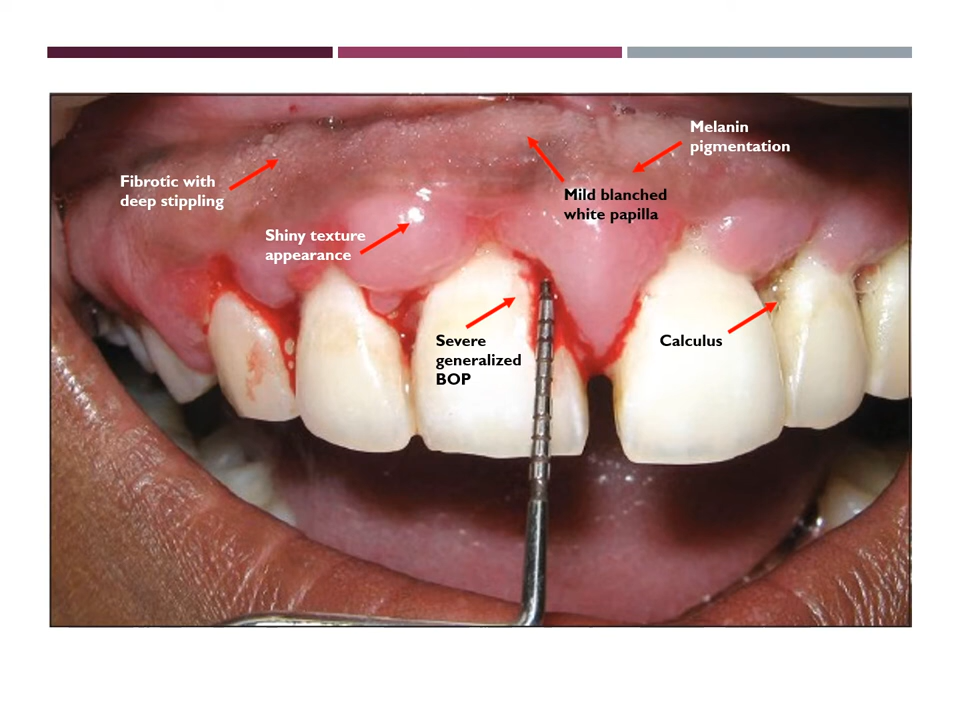 Melanin
pigmentation
Fibrotic with
deep stippling
Mild blanched
white papilla
Shiny texture
appearance
Severe
generalized
BOP
Calculus